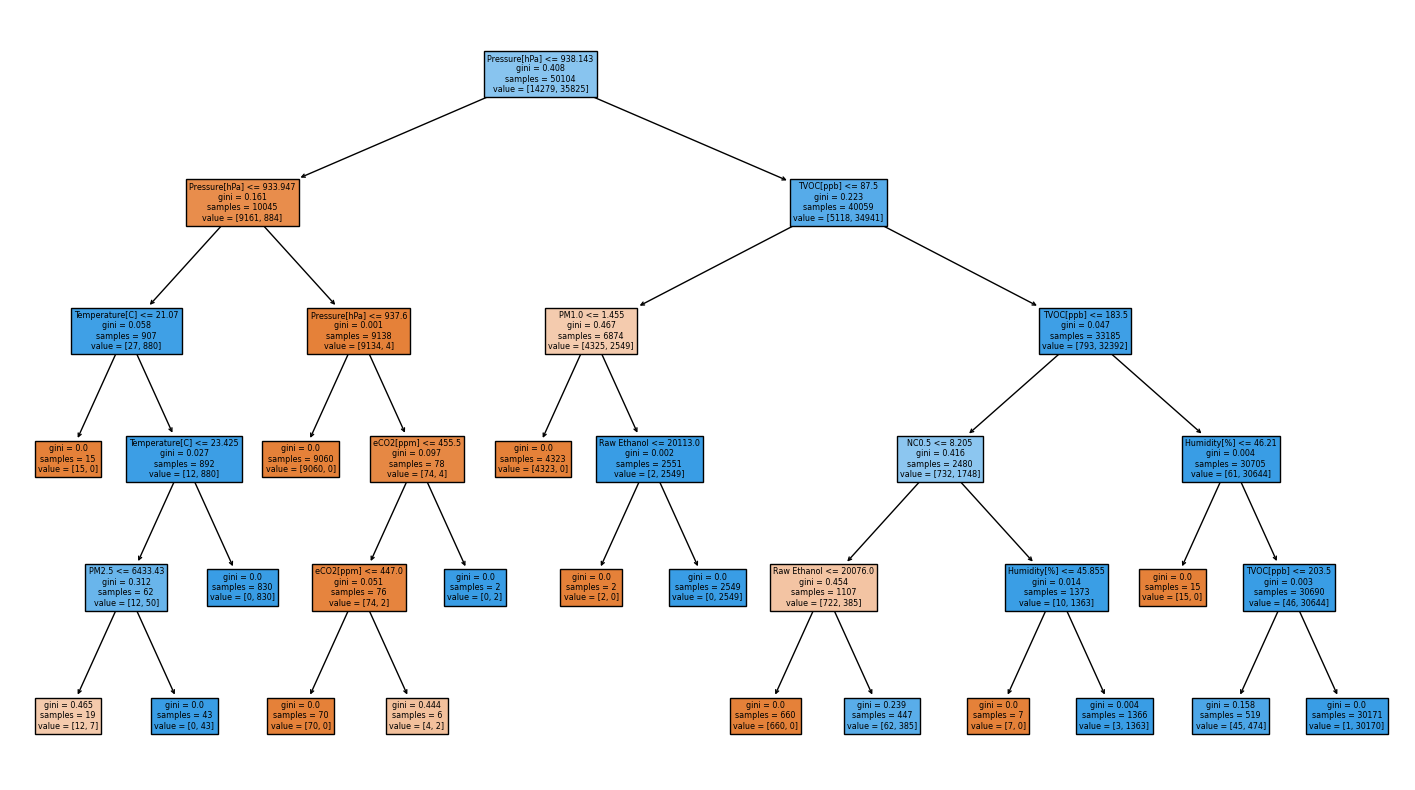 Pressure[hPa] <= 938.143
gini = 0.408
samples = 50104
value = [14279, 35825]
Pressure[hPa] <= 933.947
gini = 0.161
samples = 10045
value = [9161, 884]
TVOC[ppb] <= 87.5
gini = 0.223
samples = 40059
value = [5118, 34941]
Temperature[C] <= 21.07
gini = 0.058
samples = 907
value = [27, 880]
Pressure[hPa] <= 937.6
gini = 0.001
samples = 9138
value = [9134, 4]
PM1.0 <= 1.455
gini = 0.467
samples = 6874
value = [4325, 2549]
TVOC[ppb] <= 183.5
gini = 0.047
samples = 33185
value = [793, 32392]
gini = 0.0
samples = 15
value = [15, 0]
Temperature[C] <= 23.425
gini = 0.027
samples = 892
value = [12, 880]
gini = 0.0
samples = 9060
value = [9060, 0]
eCO2[ppm] <= 455.5
gini = 0.097
samples = 78
value = [74, 4]
gini = 0.0
samples = 4323
value = [4323, 0]
Raw Ethanol <= 20113.0
gini = 0.002
samples = 2551
value = [2, 2549]
NC0.5 <= 8.205
gini = 0.416
samples = 2480
value = [732, 1748]
Humidity[%] <= 46.21
gini = 0.004
samples = 30705
value = [61, 30644]
PM2.5 <= 6433.43
gini = 0.312
samples = 62
value = [12, 50]
gini = 0.0
samples = 830
value = [0, 830]
eCO2[ppm] <= 447.0
gini = 0.051
samples = 76
value = [74, 2]
gini = 0.0
samples = 2
value = [0, 2]
gini = 0.0
samples = 2
value = [2, 0]
gini = 0.0
samples = 2549
value = [0, 2549]
Raw Ethanol <= 20076.0
gini = 0.454
samples = 1107
value = [722, 385]
Humidity[%] <= 45.855
gini = 0.014
samples = 1373
value = [10, 1363]
gini = 0.0
samples = 15
value = [15, 0]
TVOC[ppb] <= 203.5
gini = 0.003
samples = 30690
value = [46, 30644]
gini = 0.465
samples = 19
value = [12, 7]
gini = 0.0
samples = 43
value = [0, 43]
gini = 0.0
samples = 70
value = [70, 0]
gini = 0.444
samples = 6
value = [4, 2]
gini = 0.0
samples = 660
value = [660, 0]
gini = 0.239
samples = 447
value = [62, 385]
gini = 0.0
samples = 7
value = [7, 0]
gini = 0.004
samples = 1366
value = [3, 1363]
gini = 0.158
samples = 519
value = [45, 474]
gini = 0.0
samples = 30171
value = [1, 30170]